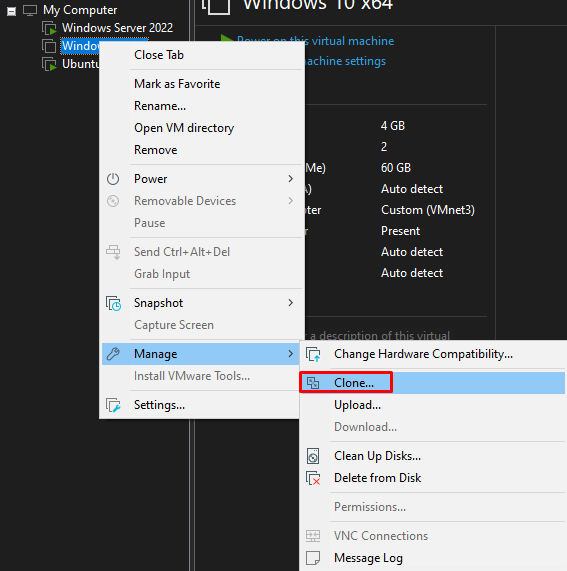 My Computer
Windows Server 2022
Window
Ubuntu
Windows 10 x64
Power on this virtual machine
machine settings
4 GB
2
Me)
60 GB
A)
Auto detect
pter
Custom (VMnet3)
er
Present
Auto detect
Auto detect
r a description of this virtual
Close Tab
Mark as Favorite
Rename...
Open VM directory
Remove
Power
Removable Devices
Pause
Send Ctrl+Alt+Del
Grab Input
Snapshot
Capture Screen
Manage
Install VMware Tools...
Settings...
Change Hardware Compatibility...
Clone...
Upload...
Download...
Clean Up Disks...
Delete from Disk
Permissions...
VNC Connections
Message Log